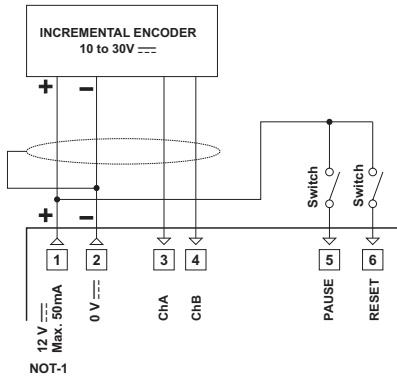 INCREMENTAL ENCODER
10 to 30V ⎓
+
−
Switch
Switch
+
−
1
2
3
4
5
6
12 V ⎓
Max. 50mA
0 V ⎓
ChA
ChB
PAUSE
RESET
NOT-1